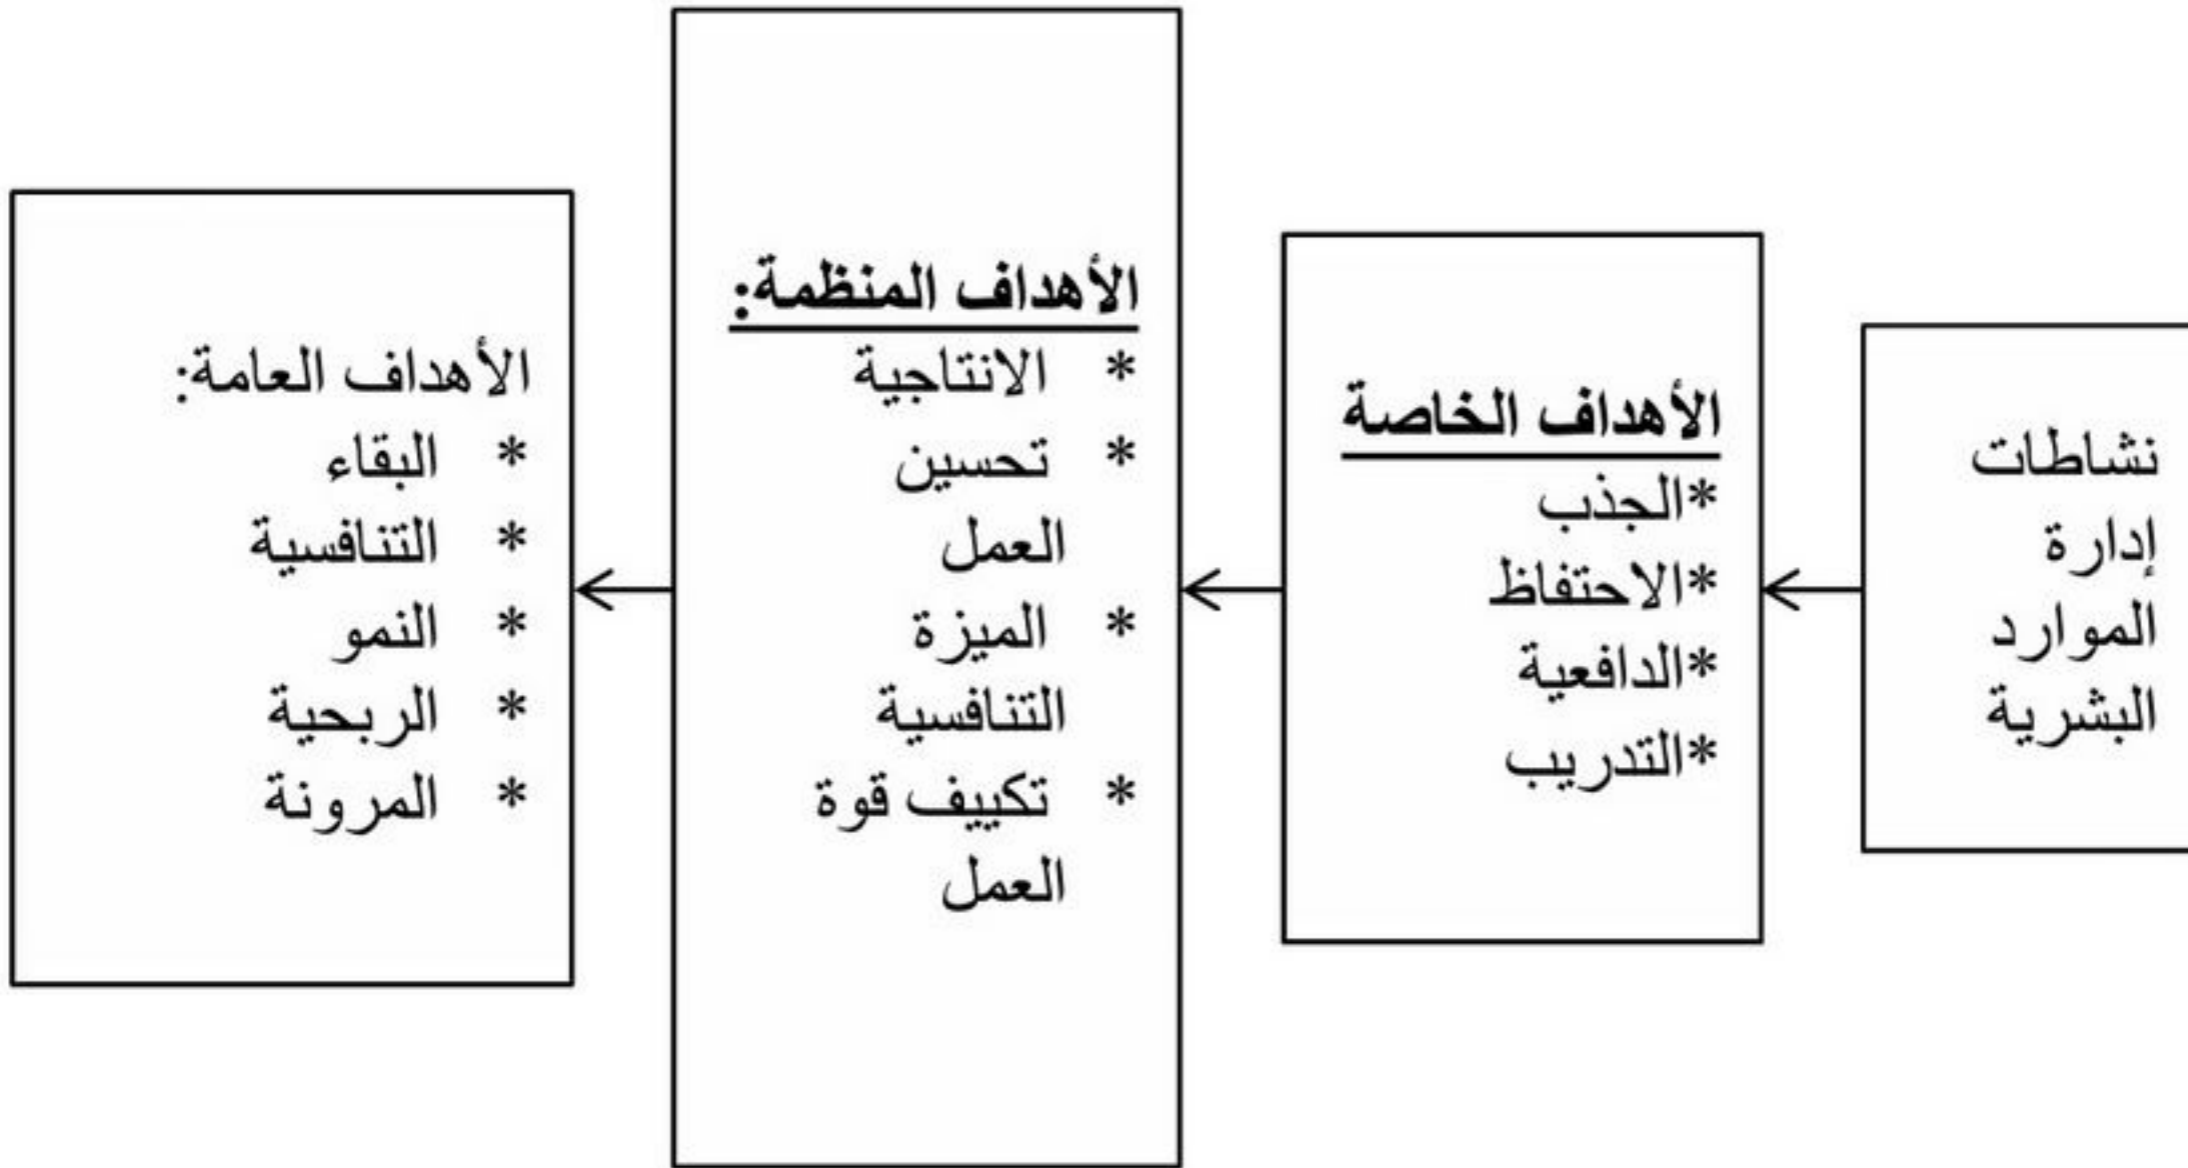 نشاطات
إدارة
الموارد
البشرية
الأهداف الخاصة
*الجذب
*الاحتفاظ
*الدافعية
*التدريب
الأهداف المنظمة:
* الانتاجية
* تحسين
العمل
* الميزة
التنافسية
* تكييف قوة
العمل
الأهداف العامة:
* البقاء
* التنافسية
* النمو
* الربحية
* المرونة